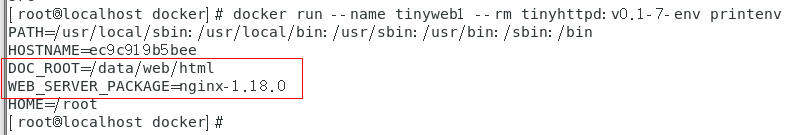 [root@localhost docker]# docker run --name tinyweb1 --rm tinyhttpd:v0.1-7-env printenv
PATH=/usr/local/sbin:/usr/local/bin:/usr/sbin:/usr/bin:/sbin:/bin
HOSTNAME=ec9c919b5bee
DOC_ROOT=/data/web/html
WEB_SERVER_PACKAGE=nginx-1.18.0
HOME=/root
[root@localhost docker]#